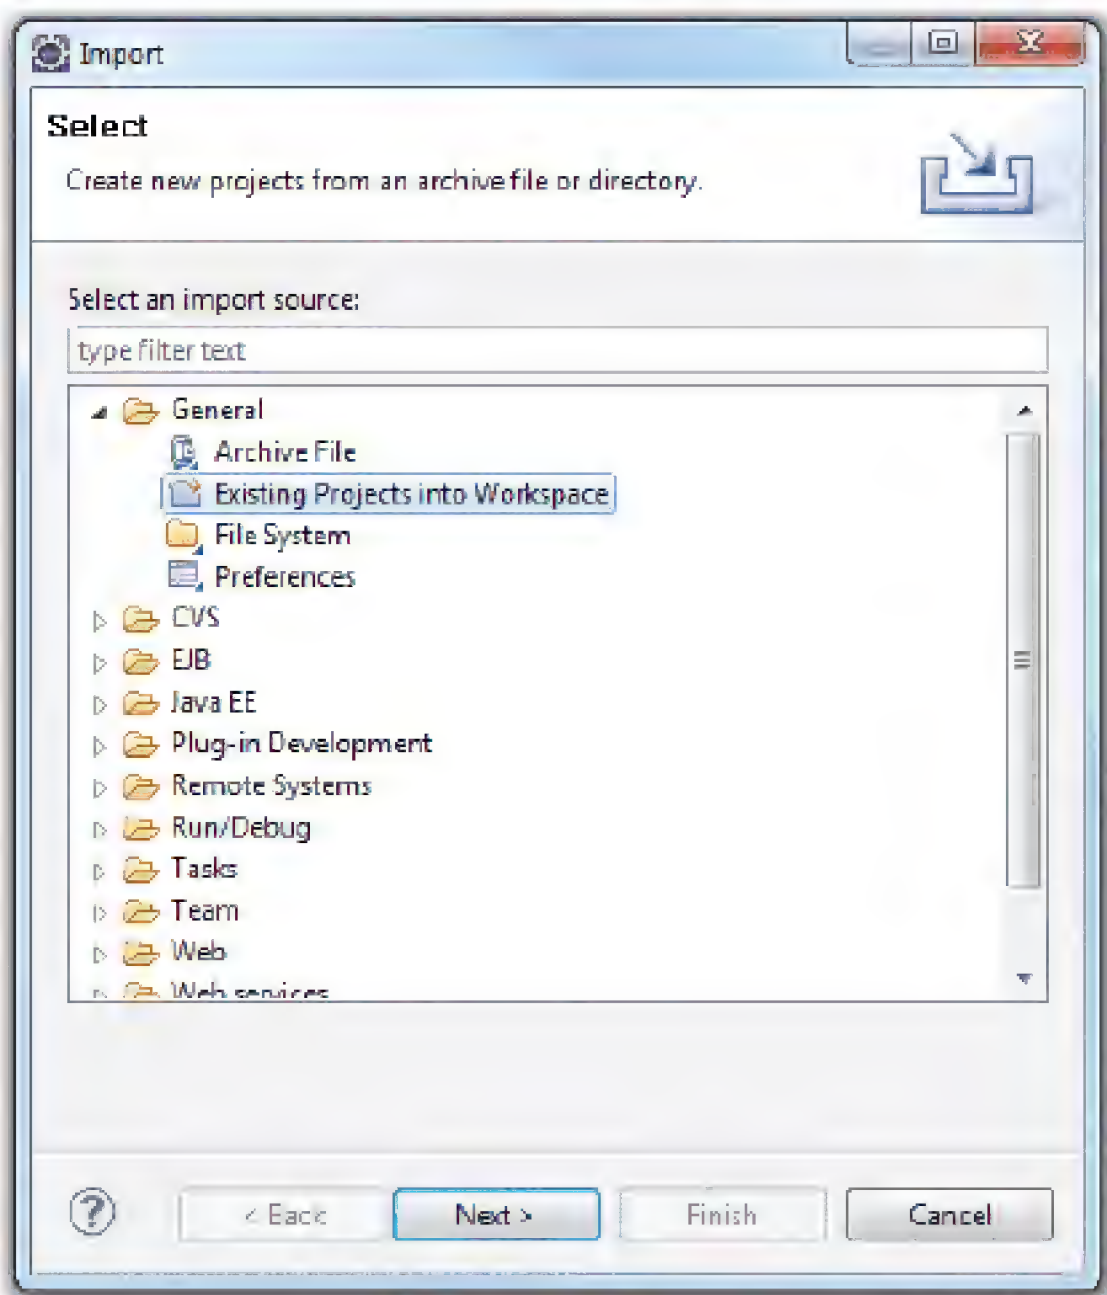 Import
Select
Create new projects from an archive file or directory.
Select an import source:
type filter text
General
Archive File
Existing Projects into Workspace
File System
Preferences
CVS
EJB
Java EE
Plug-in Development
Remote Systems
Run/Debug
Tasks
Team
Web
Web services
?
< Back
Next >
Finish
Cancel